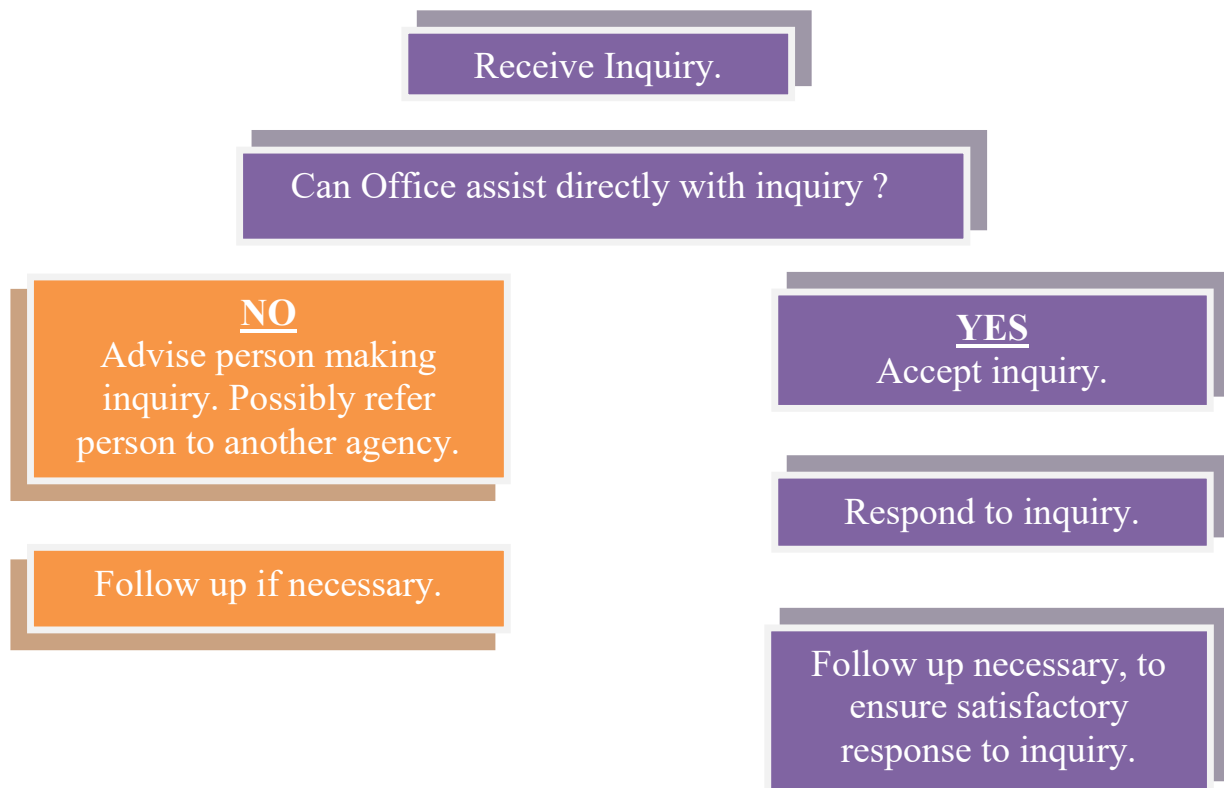 Receive Inquiry.
Can Office assist directly with inquiry ?
NO
Advise person making
inquiry. Possibly refer
person to another agency.
Follow up if necessary.
YES
Accept inquiry.
Respond to inquiry.
Follow up necessary, to
ensure satisfactory
response to inquiry.